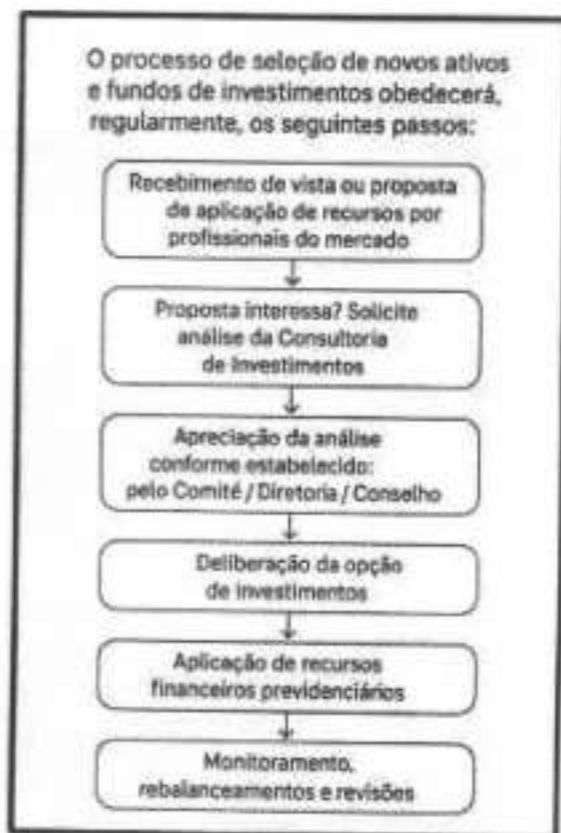 O processo de seleção de novos ativos
e fundos de investimentos obedecerá,
regularmente, os seguintes passos:
Recebimento de vista ou proposta
de aplicação de recursos por
profissionais do mercado
Proposta interessa? Solicite
análise da Consultoria
de Investimentos
Apreciação da análise
conforme estabelecido:
pelo Comité / Diretoria / Conselho
Deliberação da opção
de investimentos
Aplicação de recursos
financeiros previdenciários
Monitoramento,
rebalanceamentos e revisões